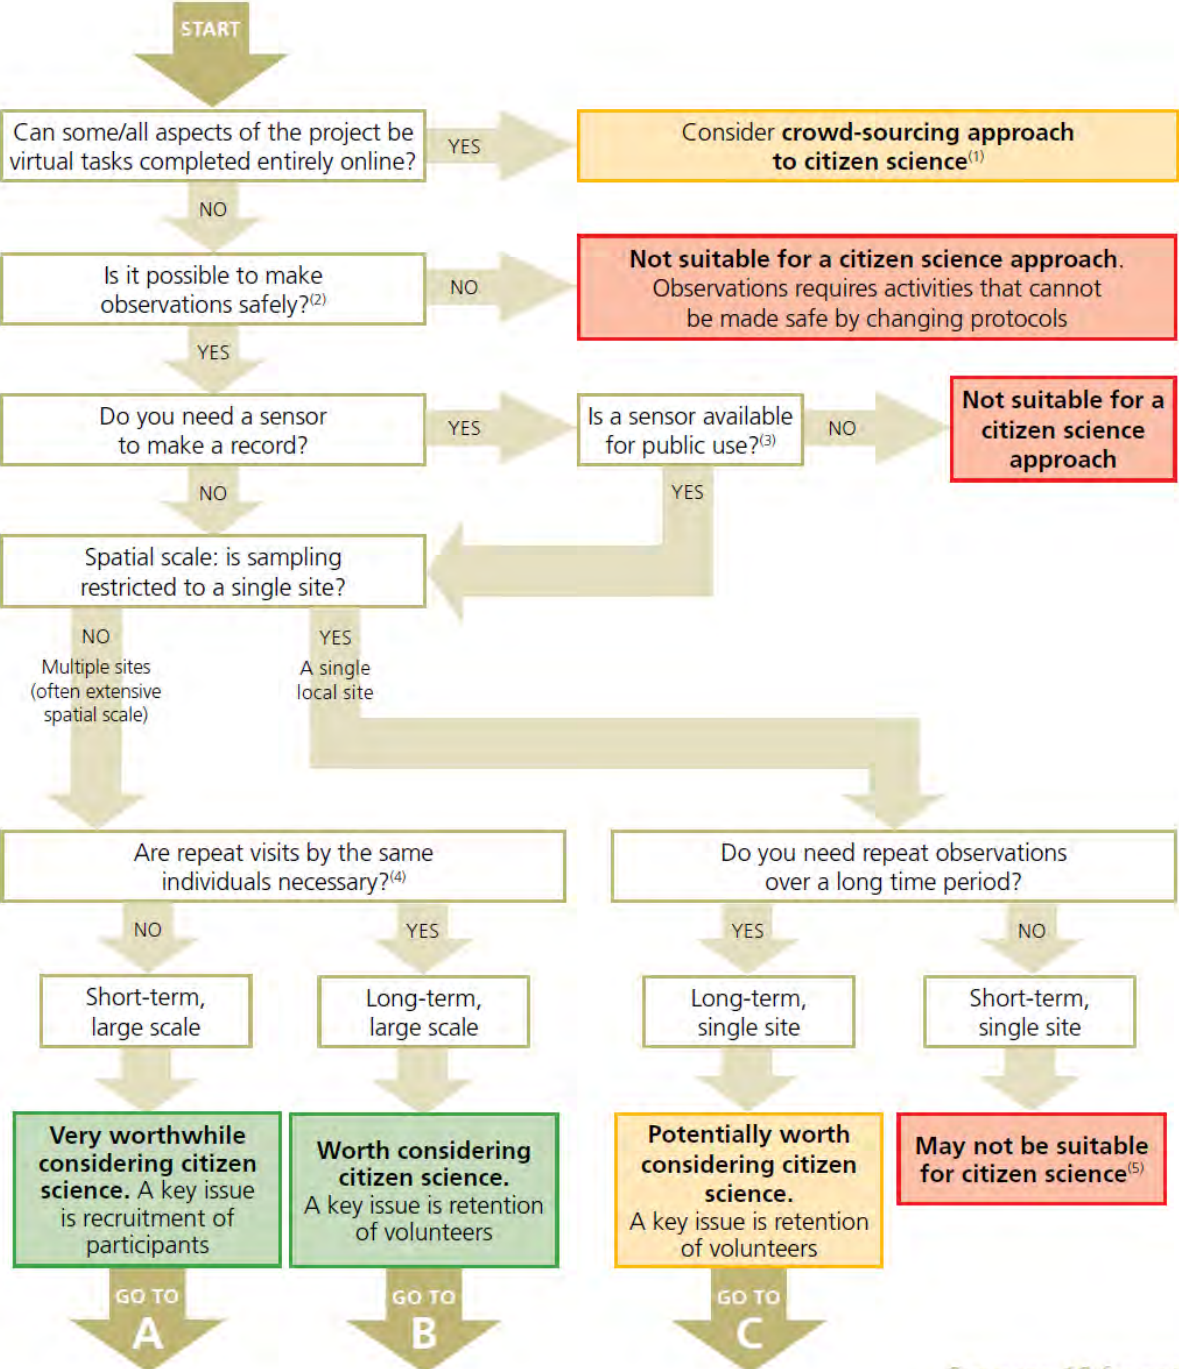 START
Can some/all aspects of the project be
virtual tasks completed entirely online?
YES
Consider crowd-sourcing approach
to citizen science(1)
NO
Is it possible to make
observations safely?(2)
NO
Not suitable for a citizen science approach.
Observations requires activities that cannot
be made safe by changing protocols
YES
Do you need a sensor
to make a record?
YES
Is a sensor available
for public use?(3)
NO
Not suitable for a
citizen science
approach
NO
YES
Spatial scale: is sampling
restricted to a single site?
NO
Multiple sites
(often extensive
spatial scale)
YES
A single
local site
Are repeat visits by the same
individuals necessary?(4)
Do you need repeat observations
over a long time period?
NO
YES
YES
NO
Short-term,
large scale
Long-term,
large scale
Long-term,
single site
Short-term,
single site
Very worthwhile
considering citizen
science. A key issue
is recruitment of
participants
Worth considering
citizen science.
A key issue is retention
of volunteers
Potentially worth
considering citizen
science.
A key issue is retention
of volunteers
May not be suitable
for citizen science(5)
GO TO
A
GO TO
B
GO TO
C